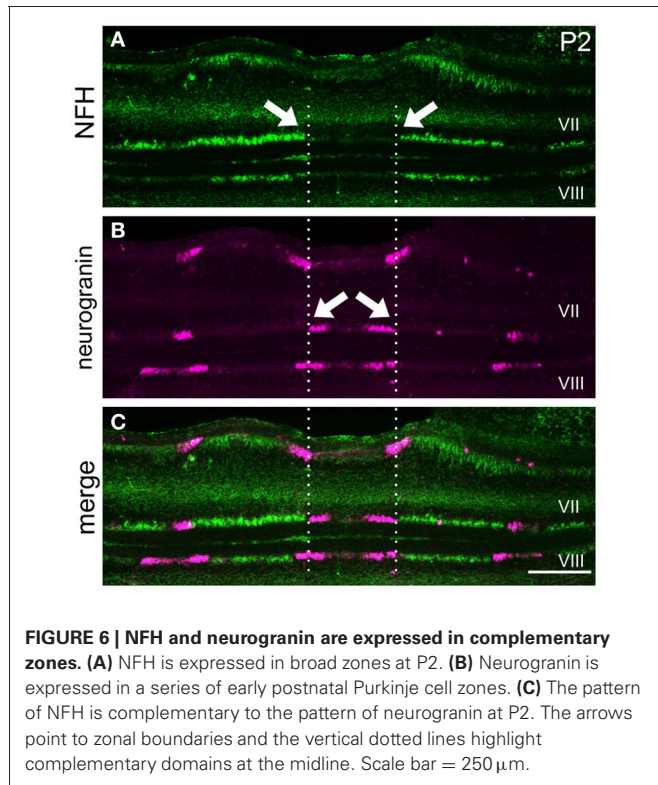 A
P2
NFH
VII
VIII
B
neurogranin
VII
VIII
C
merge
VII
VIII
FIGURE 6 | NFH and neurogranin are expressed in complementary
zones. (A) NFH is expressed in broad zones at P2. (B) Neurogranin is
expressed in a series of early postnatal Purkinje cell zones. (C) The pattern
of NFH is complementary to the pattern of neurogranin at P2. The arrows
point to zonal boundaries and the vertical dotted lines highlight
complementary domains at the midline. Scale bar = 250 μm.